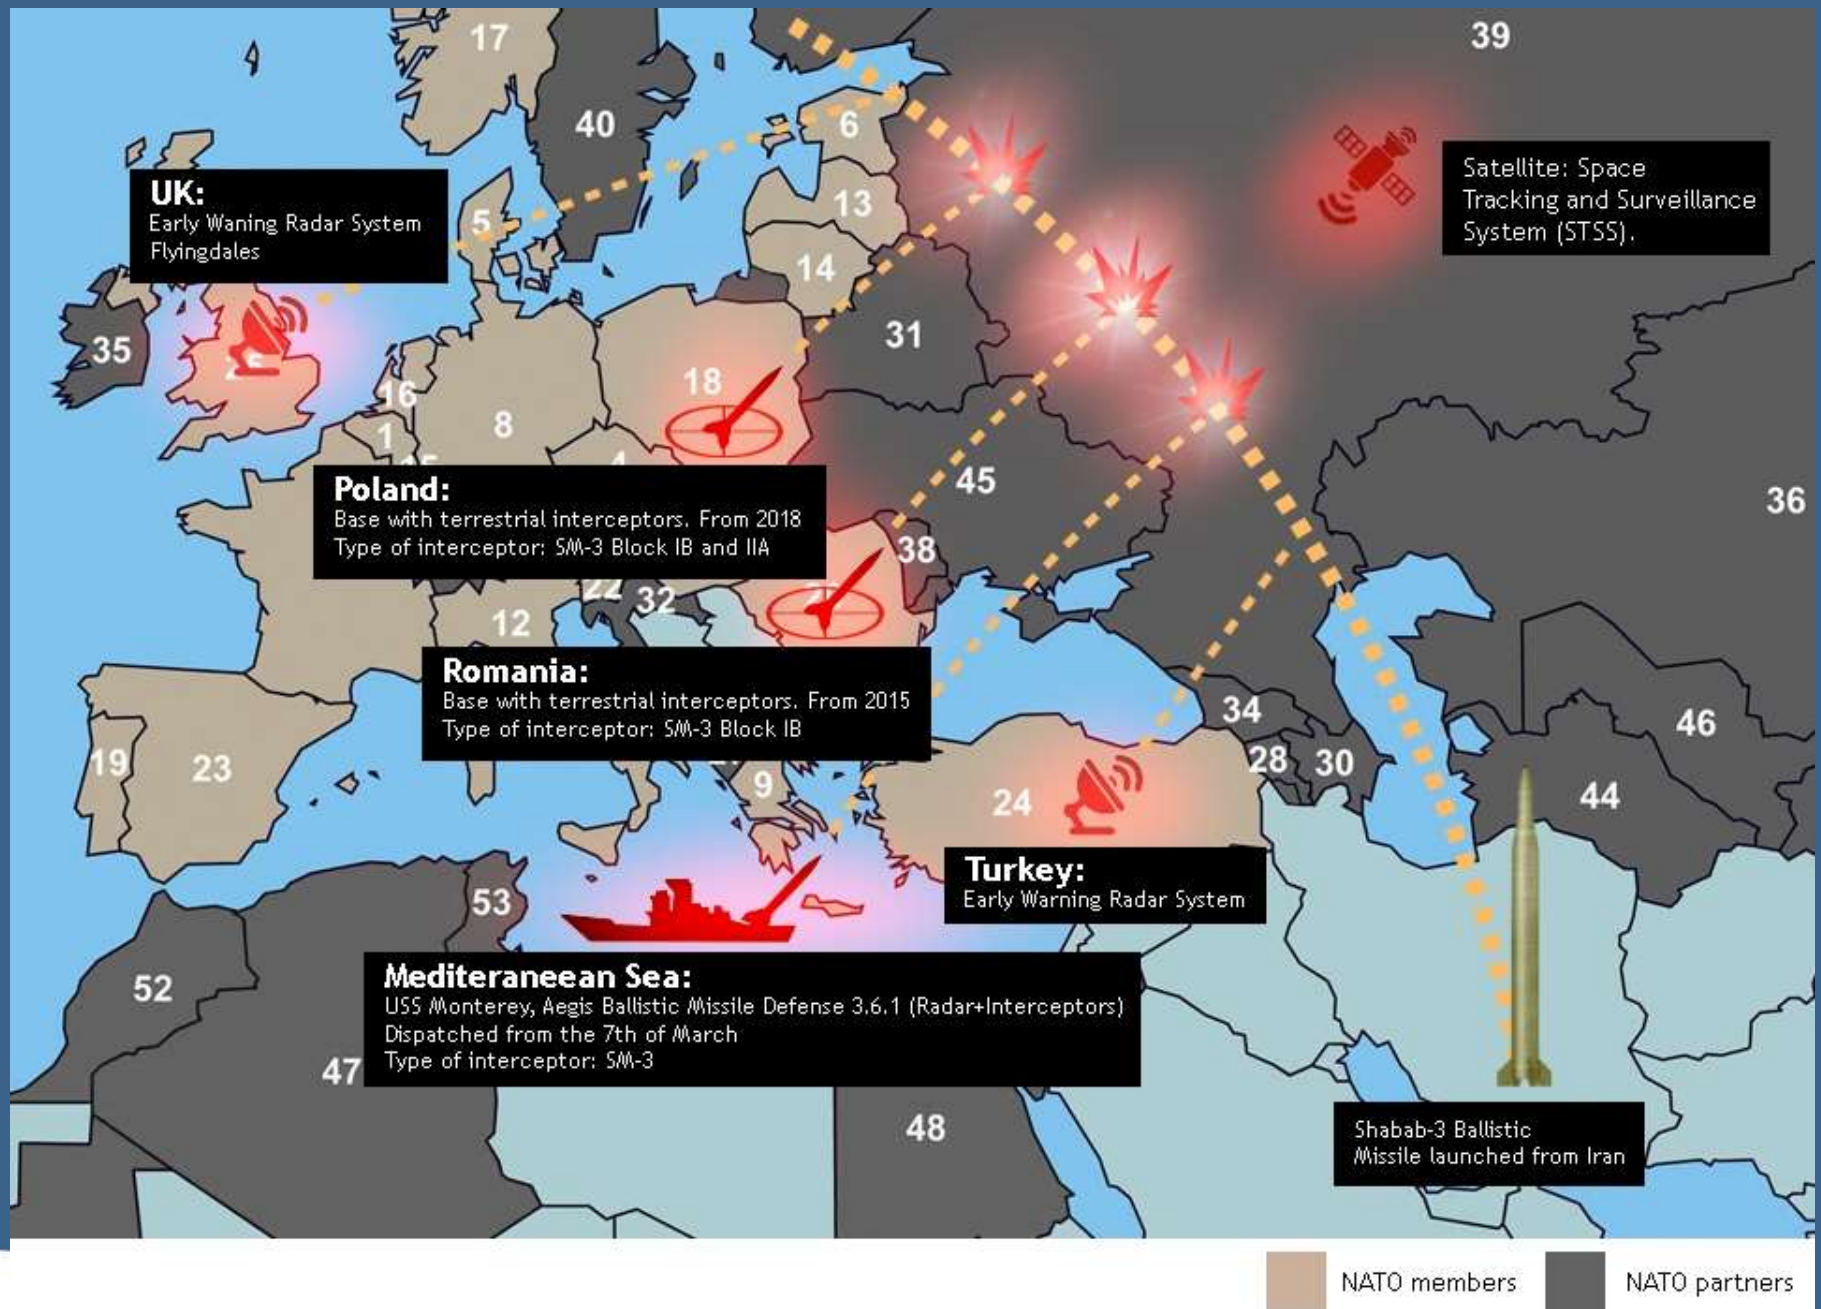 17
39
40
6
UK:
Early Waning Radar System
Flyingdales
Satellite: Space
Tracking and Surveillance
System (STSS).
5
13
14
35
31
16
18
8
1
45
36
Poland:
Base with terrestrial interceptors. From 2018
Type of interceptor: SM-3 Block IB and IIA
38
22
32
12
Romania:
Base with terrestrial interceptors. From 2015
Type of interceptor: SM-3 Block IB
34
46
19
23
9
24
28
30
44
Turkey:
Early Warning Radar System
53
52
Mediteraneean Sea:
USS Monterey, Aegis Ballistic Missile Defense 3.6.1 (Radar+Interceptors)
Dispatched from the 7th of March
Type of interceptor: SM-3
47
48
Shabab-3 Ballistic
Missile launched from Iran
NATO members
NATO partners